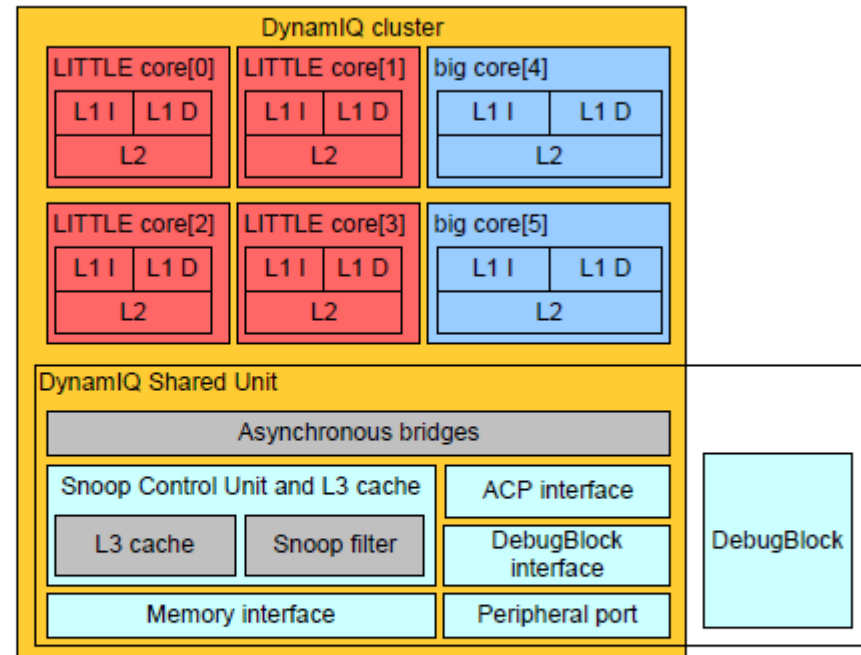 DynamIQ cluster
LITTLE core[0]
L1 I
L1 D
L2
LITTLE core[1]
L1 I
L1 D
L2
big core[4]
L1 I
L1 D
L2
LITTLE core[2]
L1 I
L1 D
L2
LITTLE core[3]
L1 I
L1 D
L2
big core[5]
L1 I
L1 D
L2
DynamIQ Shared Unit
Asynchronous bridges
Snoop Control Unit and L3 cache
L3 cache
Snoop filter
ACP interface
DebugBlock
interface
Memory interface
Peripheral port
DebugBlock